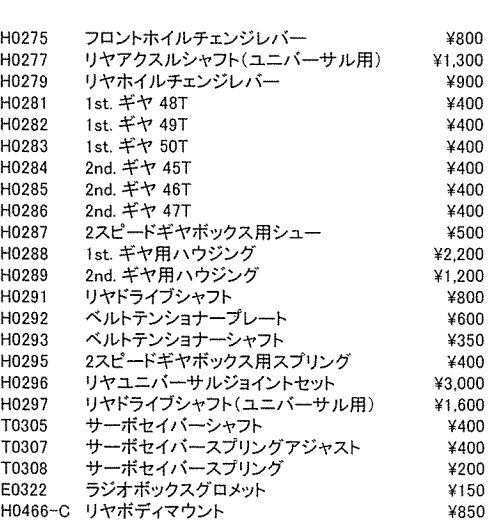 H0275 フロントホイルチェンジレバー ¥800
H0277 リヤアクスルシャフト(ユニバーサル用) ¥1,300
H0279 リヤホイルチェンジレバー ¥900
H0281 1st. ギヤ 48T ¥400
H0282 1st. ギヤ 49T ¥400
H0283 1st. ギヤ 50T ¥400
H0284 2nd. ギヤ 45T ¥400
H0285 2nd. ギヤ 46T ¥400
H0286 2nd. ギヤ 47T ¥400
H0287 2スピードギヤボックス用シュー ¥500
H0288 1st. ギヤ用ハウジング ¥2,200
H0289 2nd. ギヤ用ハウジング ¥1,200
H0291 リヤドライブシャフト ¥800
H0292 ベルトテンショナープレート ¥600
H0293 ベルトテンショナーシャフト ¥350
H0295 2スピードギヤボックス用スプリング ¥400
H0296 リヤユニバーサルジョイントセット ¥3,000
H0297 リヤドライブシャフト(ユニバーサル用) ¥1,600
T0305 サーボセイバーシャフト ¥400
T0307 サーボセイバースプリングアジャスト ¥400
T0308 サーボセイバースプリング ¥200
E0322 ラジオボックスグロメット ¥150
H0466-C リヤボディマウント ¥850